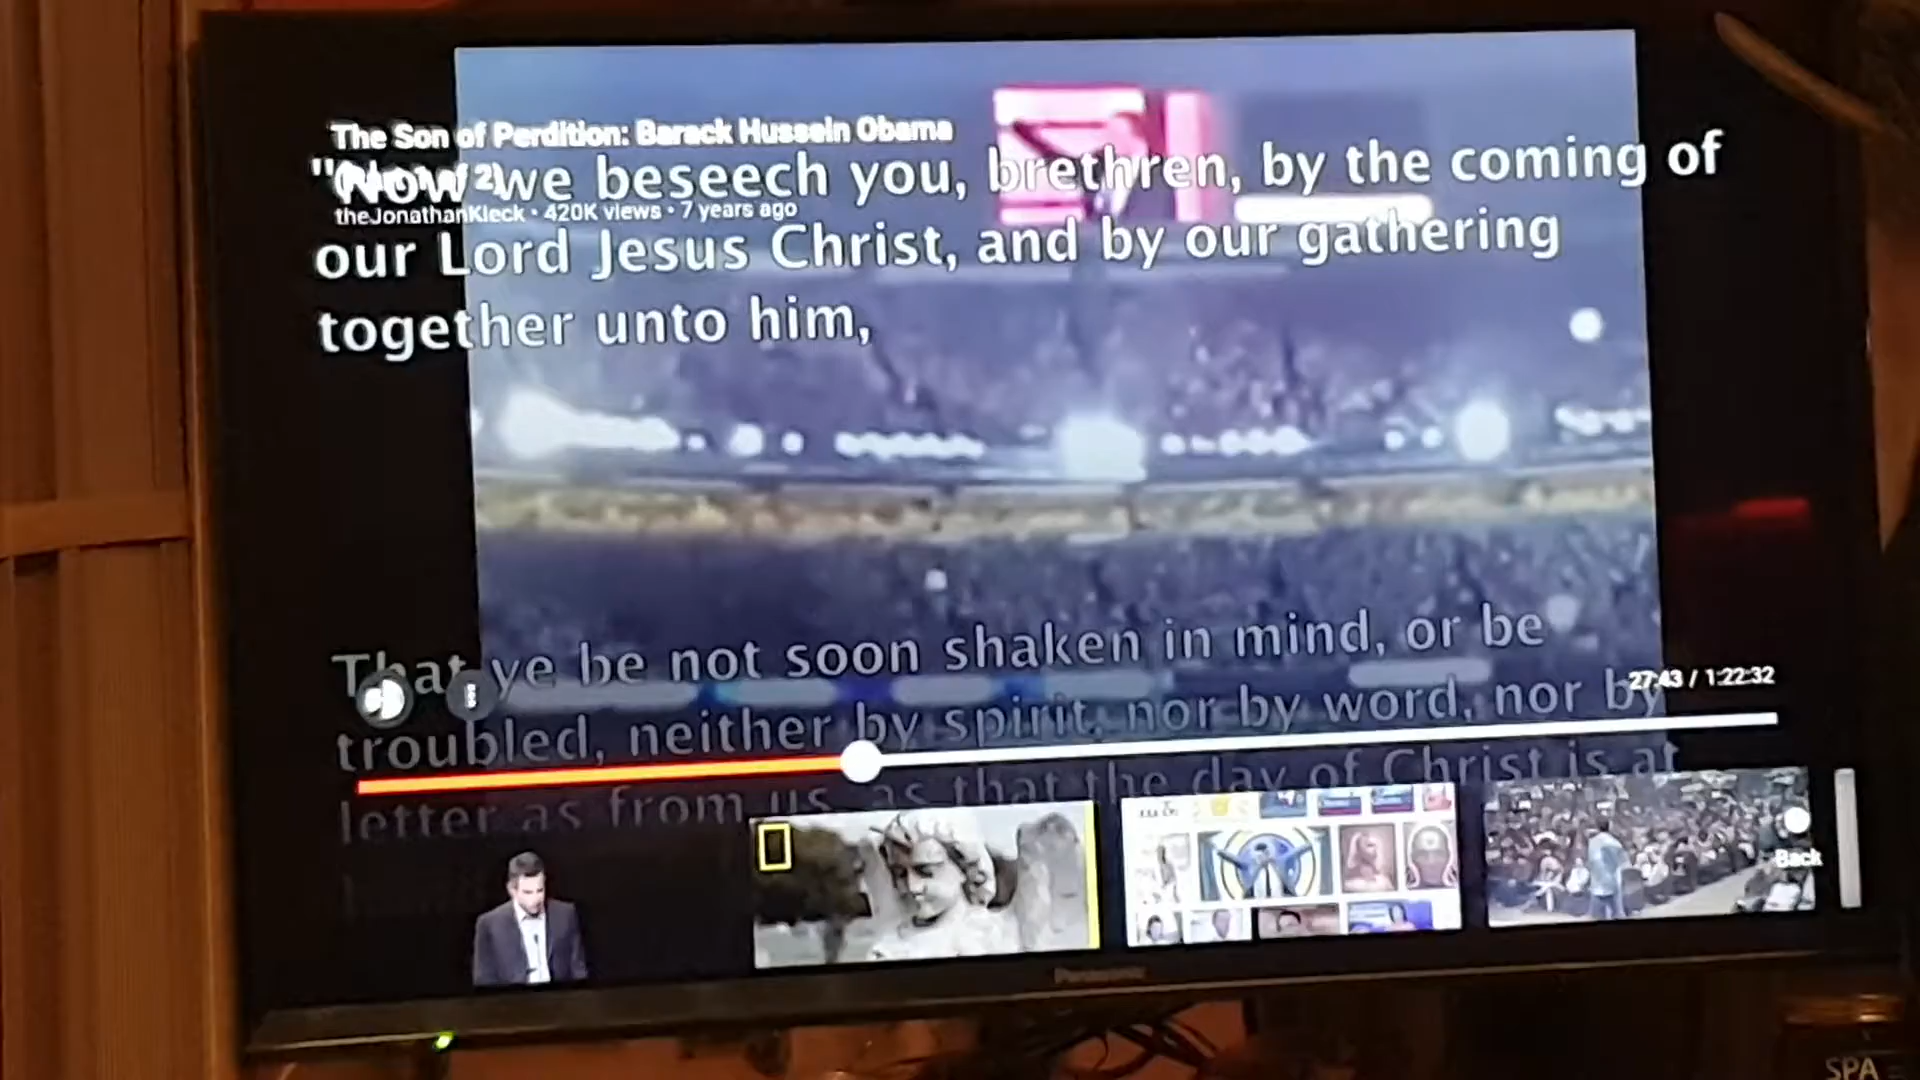 The Son of Perdition: Barack Hussein Obama
2)
theJonathanKleck • 420K views • 7 years ago
"Now we beseech you, brethren, by the coming of
our Lord Jesus Christ, and by our gathering
together unto him,
That ye be not soon shaken in mind, or be
27:43 / 1:22:32
troubled, neither by spirit, nor by word, nor by
letter as from us, as that the day of Christ is at
Back
Panasonic
SPA